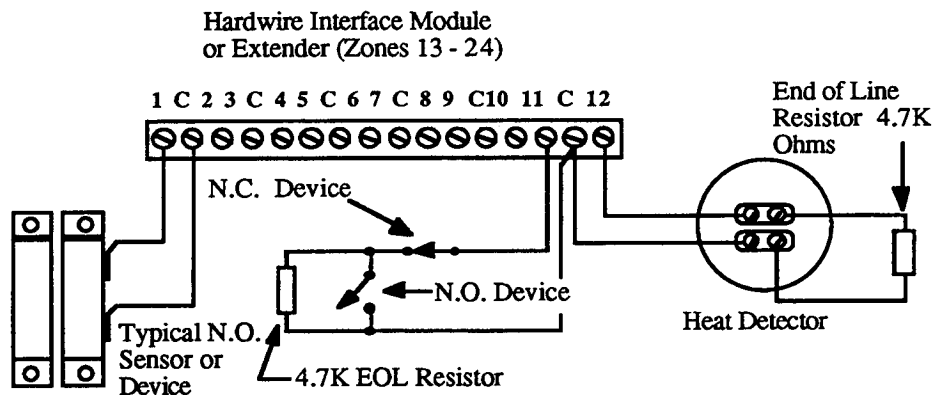 Hardwire Interface Module
or Extender (Zones 13 - 24)
1 C 2 3 C 4 5 C 6 7 C 8 9 C10 11 C 12
End of Line
Resistor 4.7K
Ohms
N.C. Device
N.O. Device
Heat Detector
Typical N.O.
Sensor or
Device
4.7K EOL Resistor